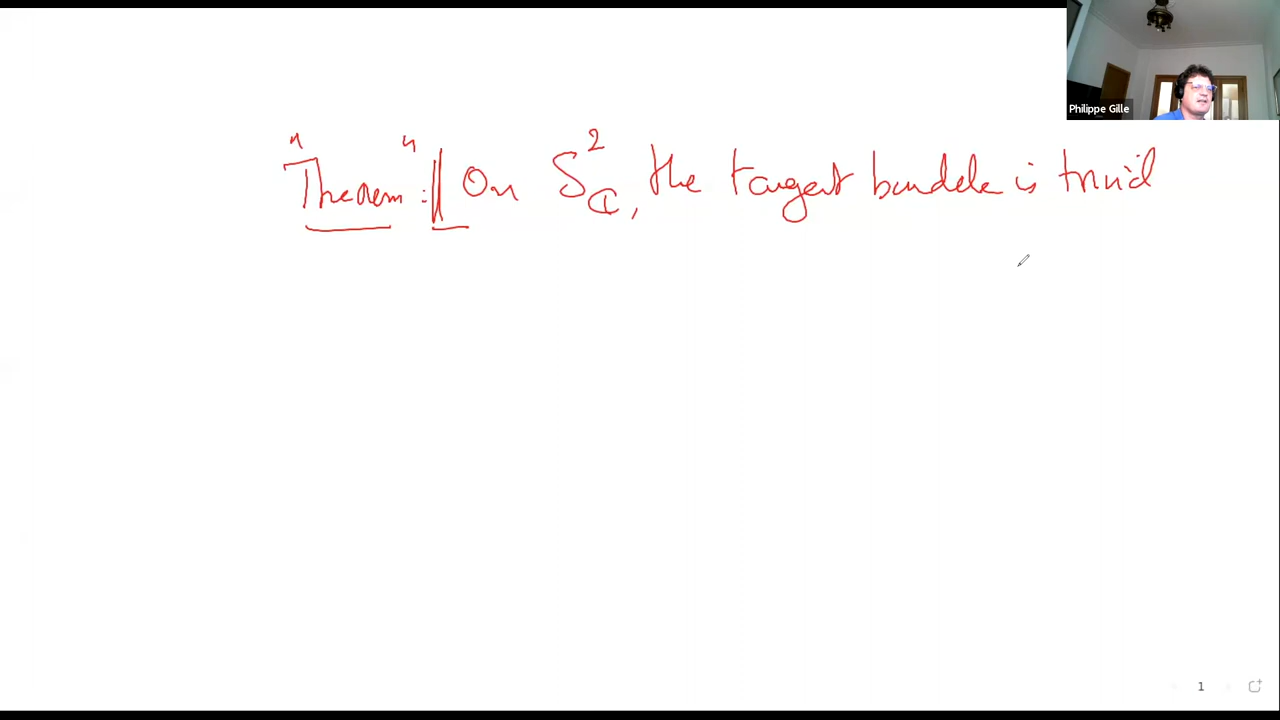 Philippe Gille
"Theorem": || On S²_ℂ, the tangent bundle is trivial
1